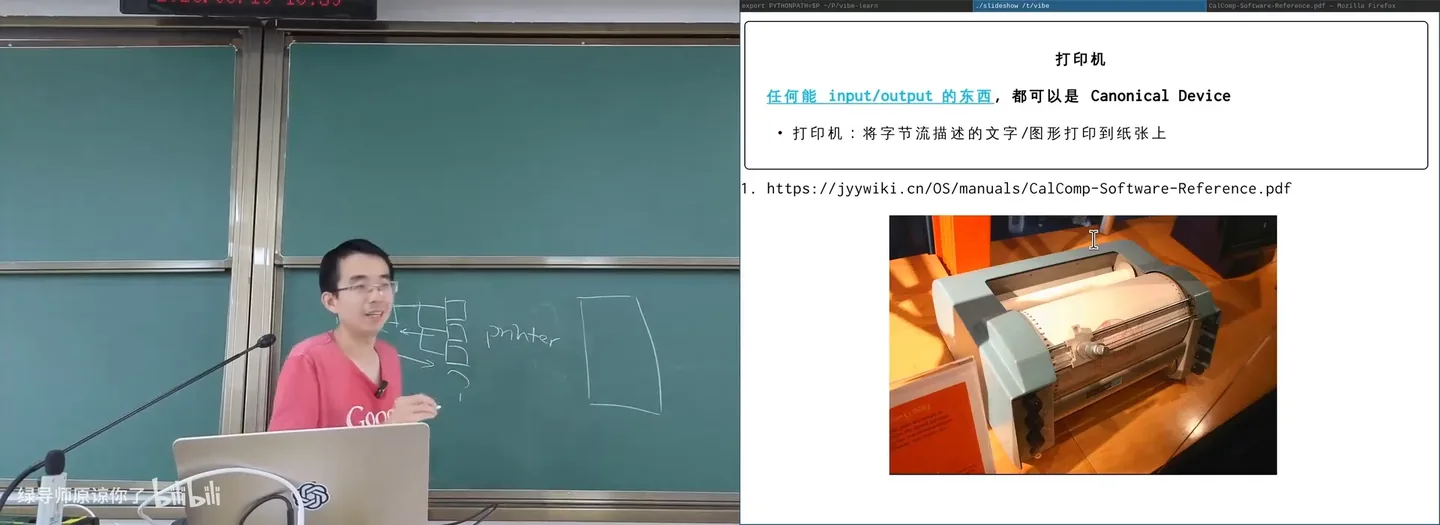 绿导师原谅你了 bilibili
Goo
printer
export PYTHONPATH=$P ~/P/vibe-learn
./slideshow /t/vibe
CalComp-Software-Reference.pdf — Mozilla Firefox
打印机
任何能 input/output 的东西, 都可以是 Canonical Device
• 打印机：将字节流描述的文字/图形打印到纸张上
1. https://jyywiki.cn/OS/manuals/CalComp-Software-Reference.pdf